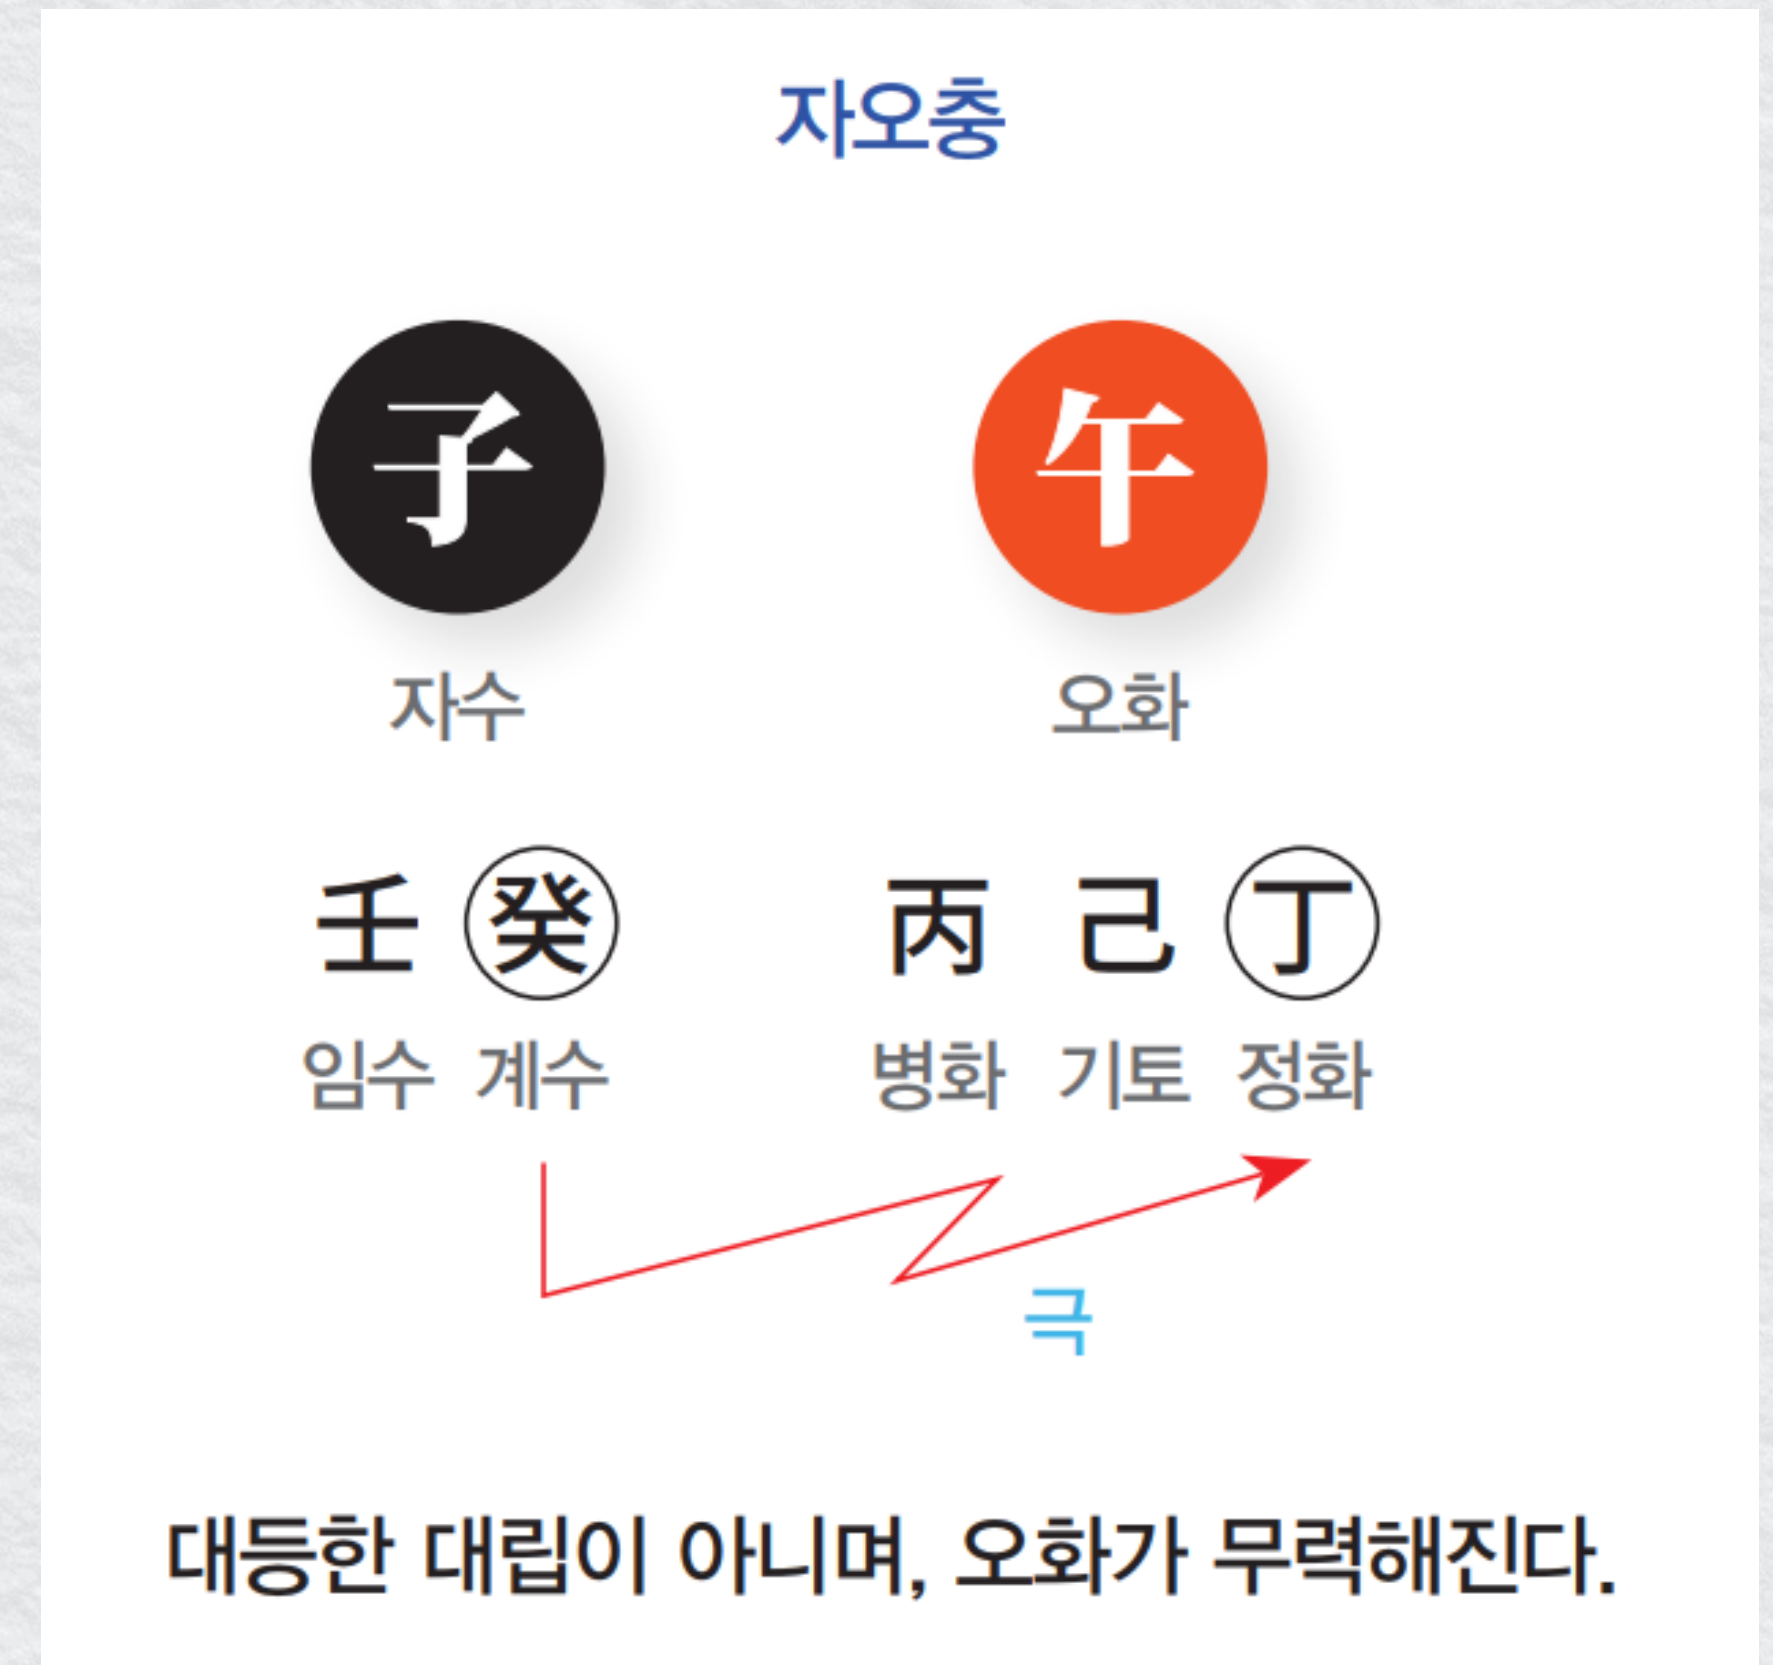 자오충
子 午
자수 오화
壬 癸 丙 己 丁
임수 계수 병화 기토 정화
극
대등한 대립이 아니며, 오화가 무력해진다.